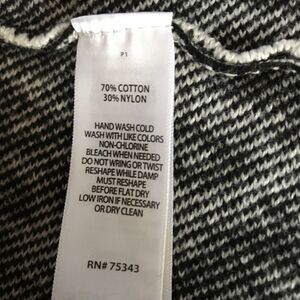 P1
70% COTTON
30% NYLON
HAND WASH COLD
WASH WITH LIKE COLORS
NON-CHLORINE
BLEACH WHEN NEEDED
DO NOT WRING OR TWIST
RESHAPE WHILE DAMP
MUST RESHAPE
BEFORE FLAT DRY
LOW IRON IF NECESSARY
OR DRY CLEAN
RN# 75343